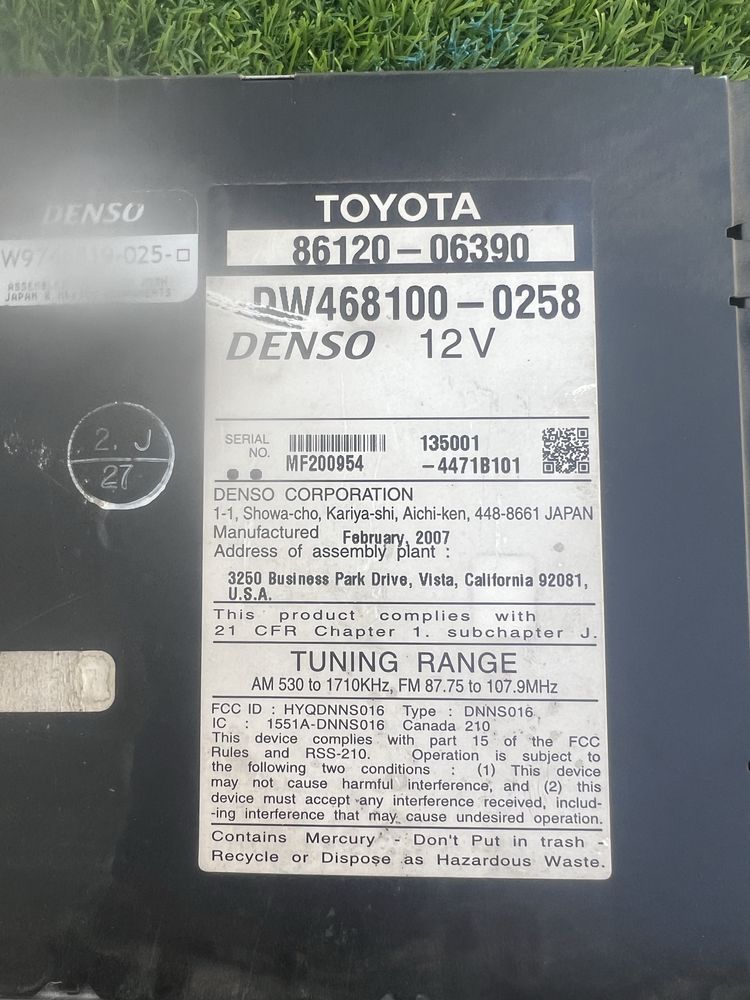 DENSO
-025-□
JAPAN &
TOYOTA
86120-06390
DW468100-0258
DENSO 12V
SERIAL NO.
MF200954
135001
-4471B101
2. J
27
DENSO CORPORATION
1-1, Showa-cho, Kariya-shi, Aichi-ken, 448-8661 JAPAN
Manufactured February, 2007
Address of assembly plant :
3250 Business Park Drive, Vista, California 92081,
U.S.A.
This product complies with
21 CFR Chapter 1. subchapter J.
TUNING RANGE
AM 530 to 1710KHz, FM 87.75 to 107.9MHz
FCC ID : HYQDNNS016 Type : DNNS016
IC : 1551A-DNNS016 Canada 210
This device complies with part 15 of the FCC
Rules and RSS-210. Operation is subject to
the following two conditions : (1) This device
may not cause harmful interference, and (2) this
device must accept any interference received, includ-
-ing interference that may cause undesired operation.
Contains Mercury - Don't Put in trash -
Recycle or Dispose as Hazardous Waste.